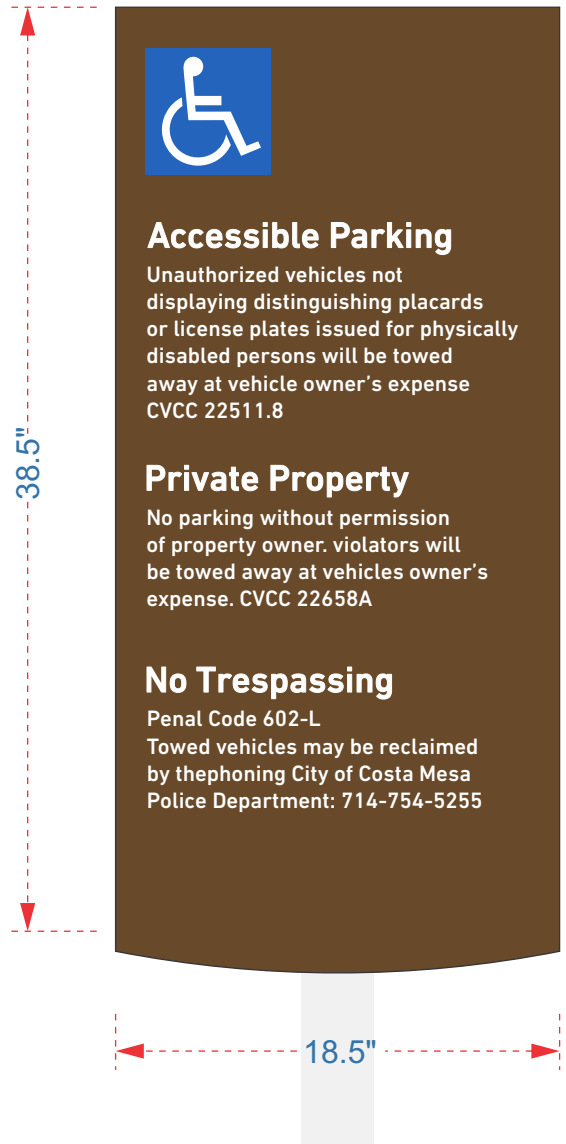 Accessible Parking
Unauthorized vehicles not
displaying distinguishing placards
or license plates issued for physically
disabled persons will be towed
away at vehicle owner’s expense
CVCC 22511.8
38.5"
Private Property
No parking without permission
of property owner. violators will
be towed away at vehicles owner’s
expense. CVCC 22658A
No Trespassing
Penal Code 602-L
Towed vehicles may be reclaimed
by thephoning City of Costa Mesa
Police Department: 714-754-5255
18.5"